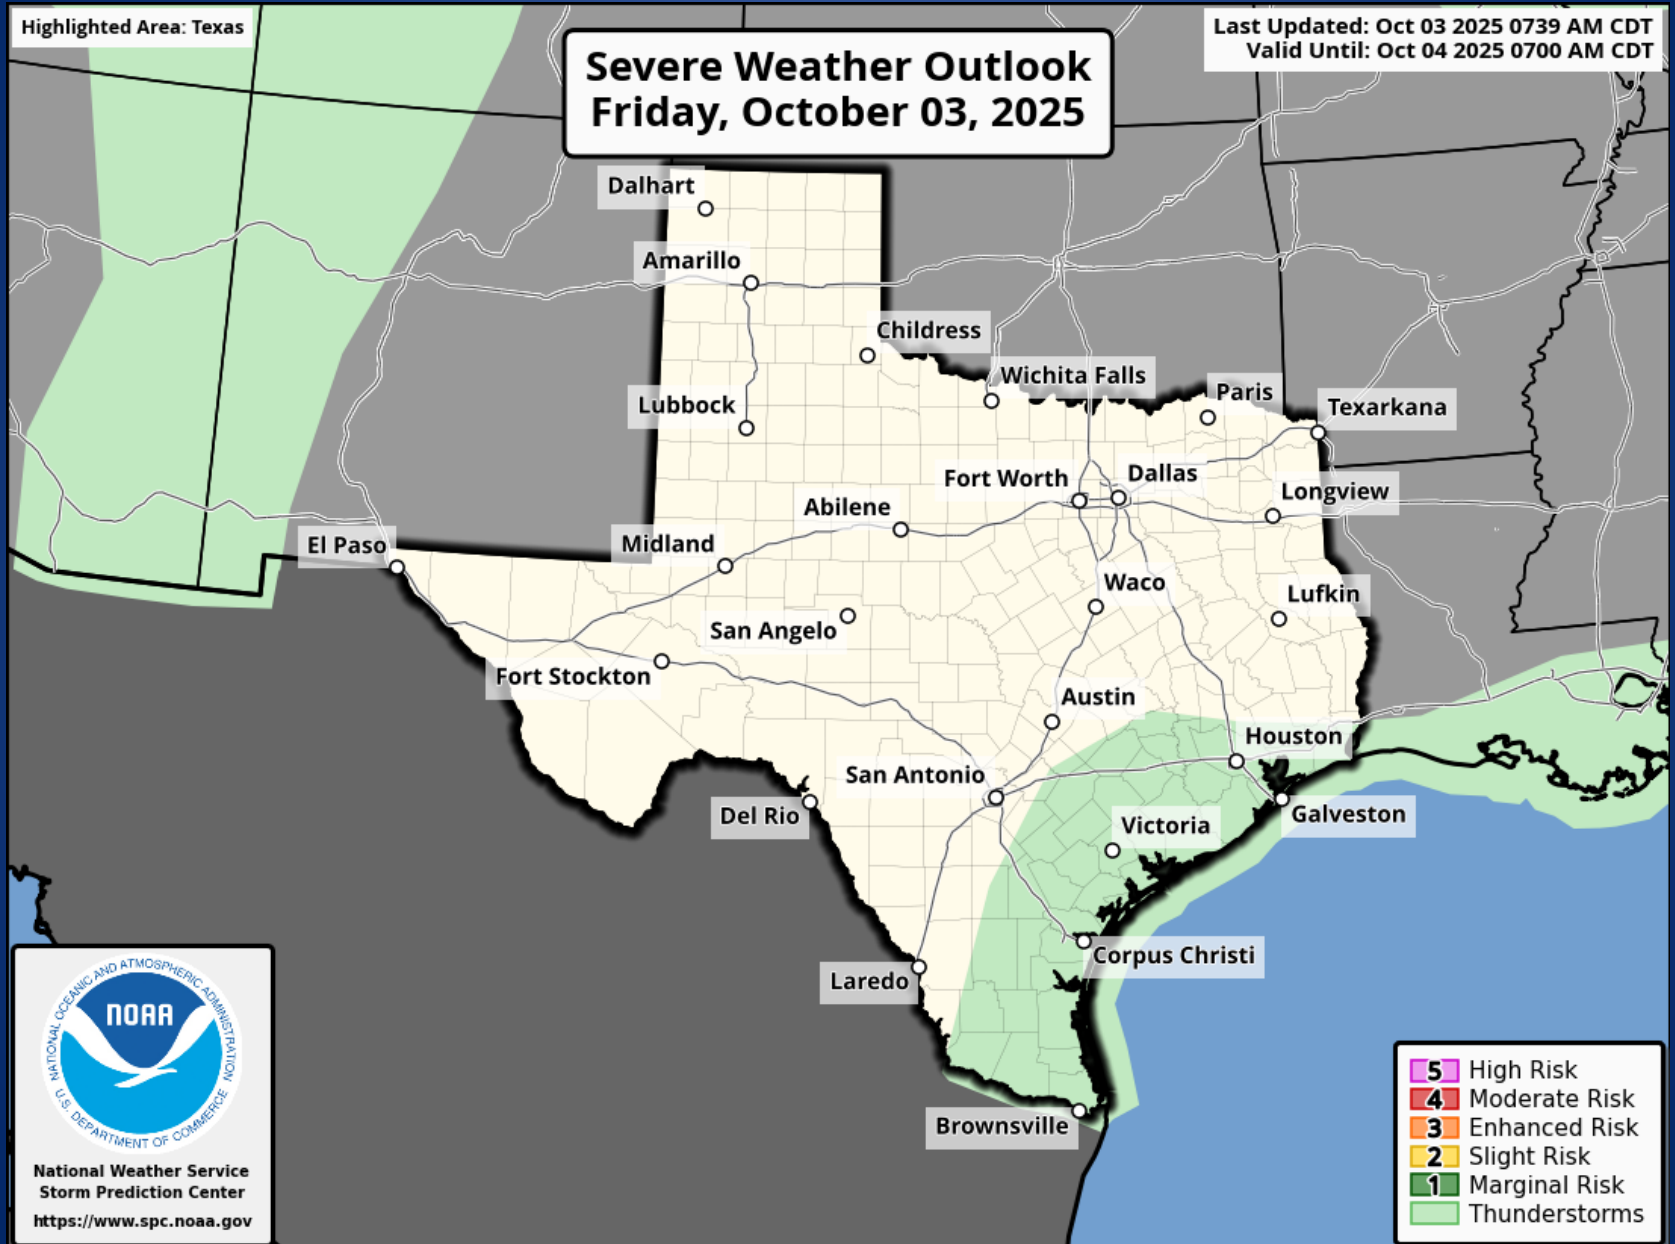 Highlighted Area: Texas
Severe Weather Outlook
Friday, October 03, 2025
Last Updated: Oct 03 2025 0739 AM CDT
Valid Until: Oct 04 2025 0700 AM CDT
Dalhart
Amarillo
Childress
Wichita Falls
Paris
Texarkana
Lubbock
Fort Worth
Dallas
Longview
Abilene
El Paso
Midland
Waco
Lufkin
San Angelo
Fort Stockton
Austin
Houston
San Antonio
Del Rio
Galveston
Victoria
Corpus Christi
Laredo
Brownsville
NATIONAL OCEANIC AND ATMOSPHERIC ADMINISTRATION
NOAA
U.S. DEPARTMENT OF COMMERCE
National Weather Service
Storm Prediction Center
https://www.spc.noaa.gov
5 High Risk
4 Moderate Risk
3 Enhanced Risk
2 Slight Risk
1 Marginal Risk
Thunderstorms